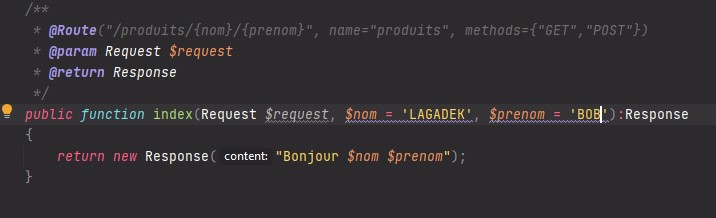 /**
* @Route("/produits/{nom}/{prenom}", name="produits", methods={"GET","POST"})
* @param Request $request
* @return Response
*/
public function index(Request $request, $nom = 'LAGADEK', $prenom = 'BOB'):Response
{
return new Response( content: "Bonjour $nom $prenom");
}